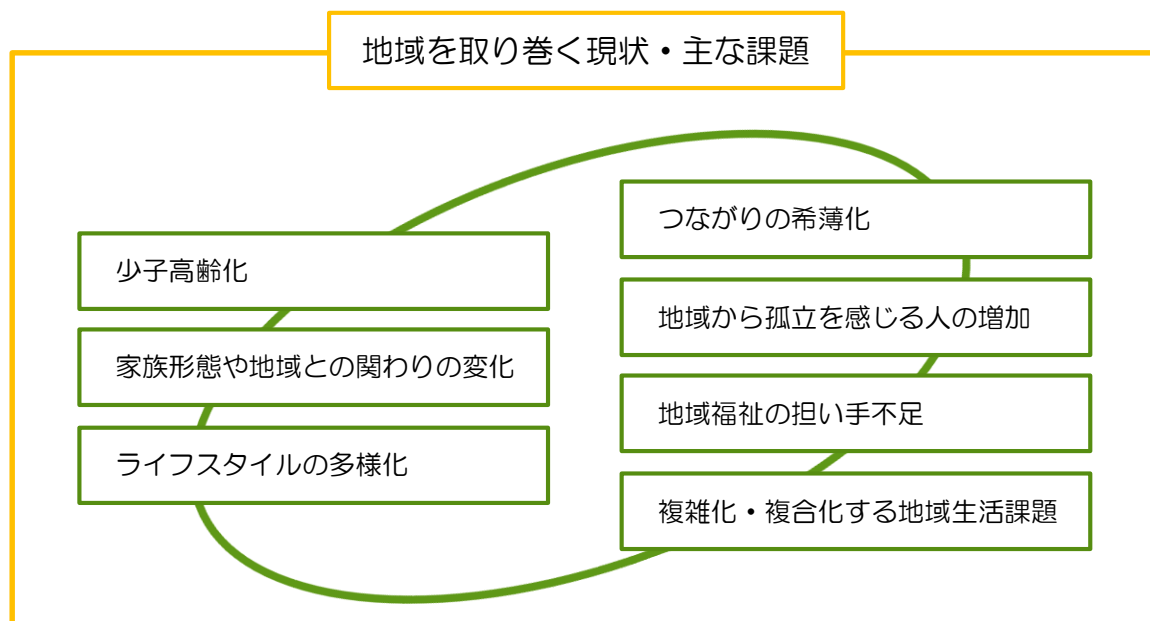 地域を取り巻く現状・主な課題
少子高齢化
家族形態や地域との関わりの変化
ライフスタイルの多様化
つながりの希薄化
地域から孤立を感じる人の増加
地域福祉の担い手不足
複雑化・複合化する地域生活課題